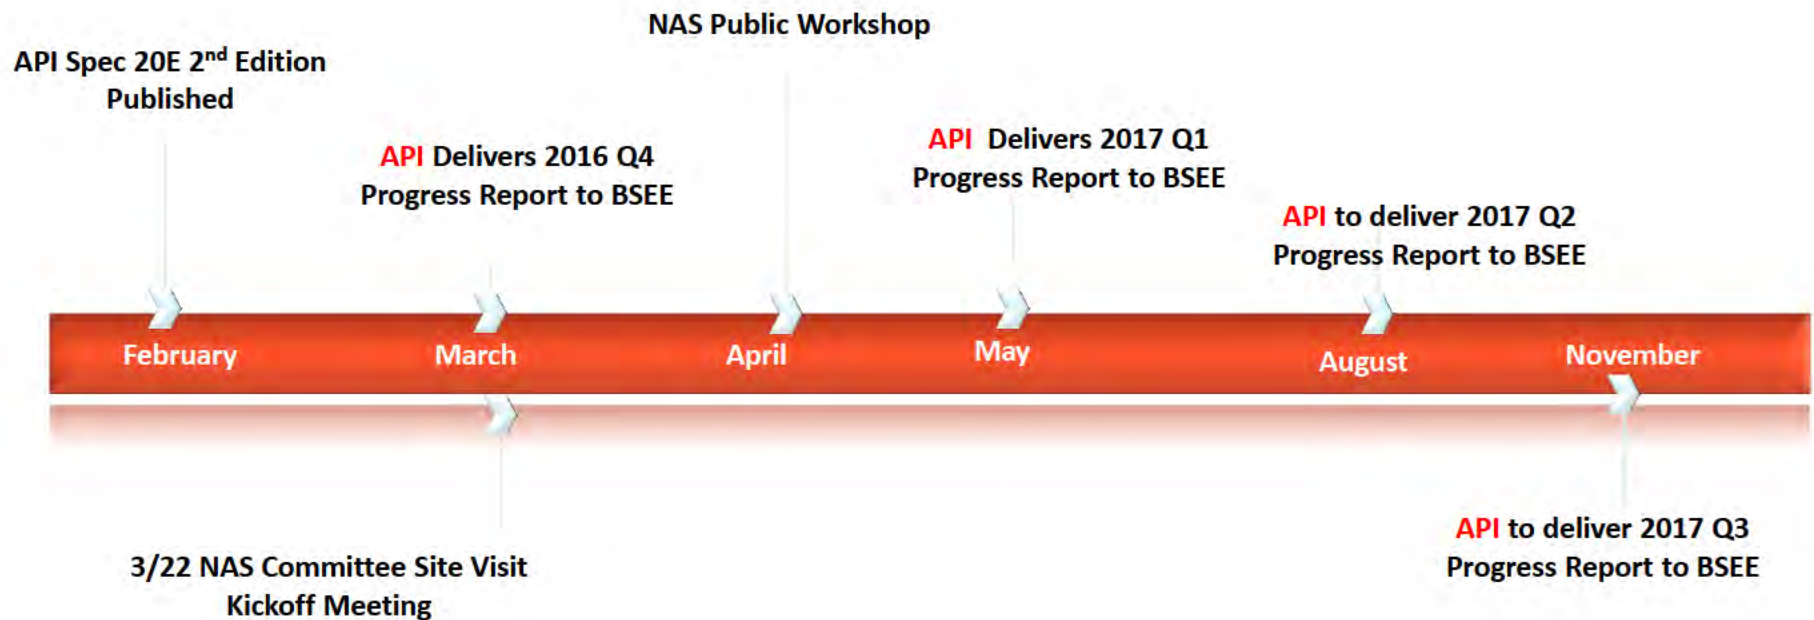 NAS Public Workshop
API Spec 20E 2nd Edition
Published
API Delivers 2016 Q4
Progress Report to BSEE
API Delivers 2017 Q1
Progress Report to BSEE
API to deliver 2017 Q2
Progress Report to BSEE
February
March
April
May
August
November
3/22 NAS Committee Site Visit
Kickoff Meeting
API to deliver 2017 Q3
Progress Report to BSEE